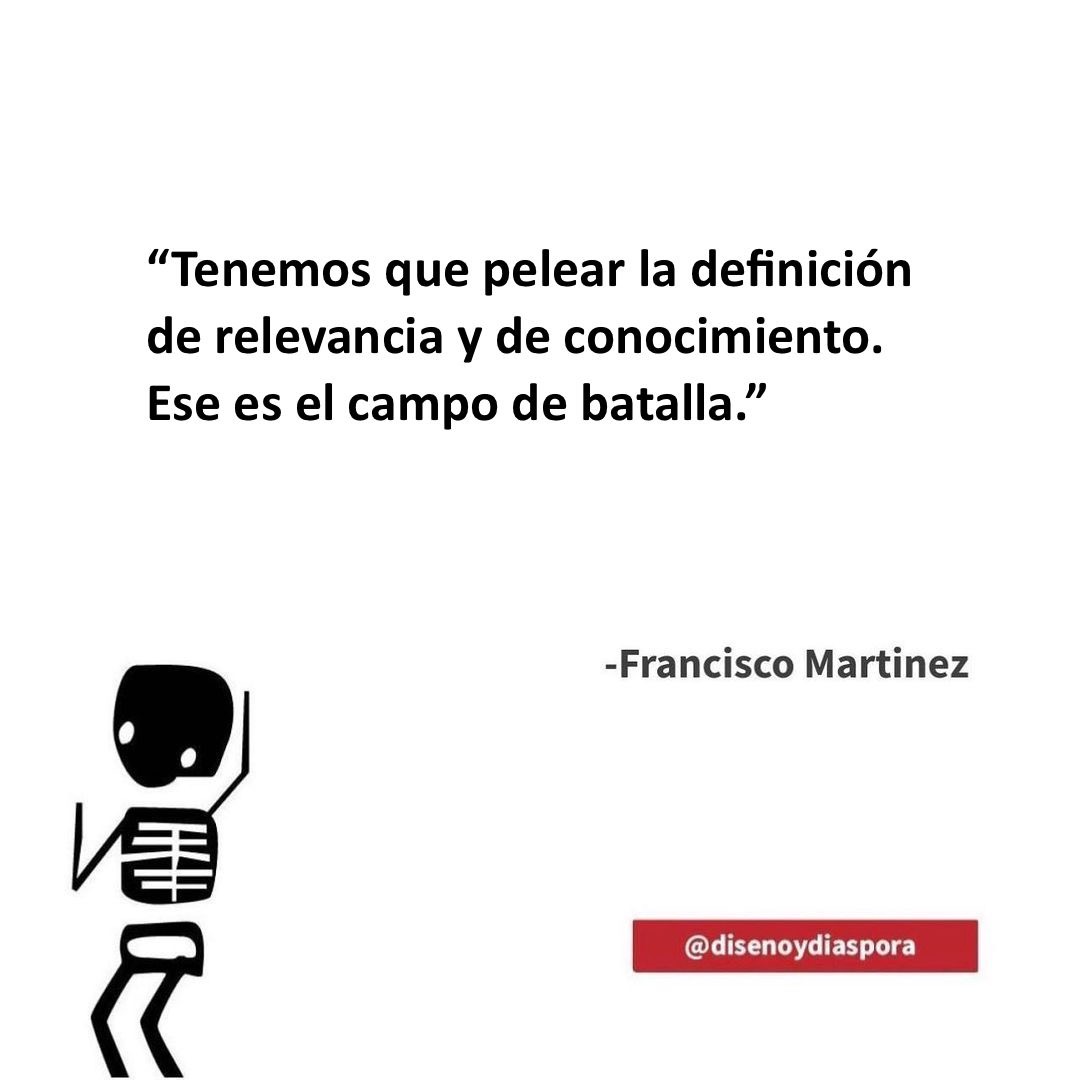 “Tenemos que pelear la definición
de relevancia y de conocimiento.
Ese es el campo de batalla.”
-Francisco Martinez
@disenoydiaspora